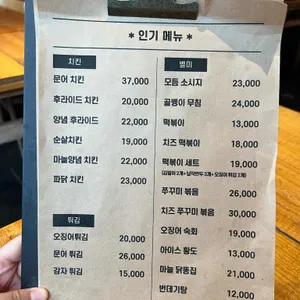 * 인기 메뉴 *
치킨
문어 치킨 37,000
후라이드 치킨 20,000
양념 후라이드 22,000
순살치킨 19,000
마늘양념 치킨 22,000
파닭 치킨 23,000
튀김
오징어튀김 20,000
문어 튀김 26,000
감자 튀김 15,000
별미
모듬 소시지 23,000
골뱅이 무침 24,000
떡볶이 13,000
치즈 떡볶이 18,000
떡볶이 세트 19,000
쭈꾸미 볶음 26,000
치즈 쭈꾸미 볶음 30,000
오징어 숙회 19,000
아이스 황도 13,000
마늘 닭똥집 21,000
번데기탕 12,000